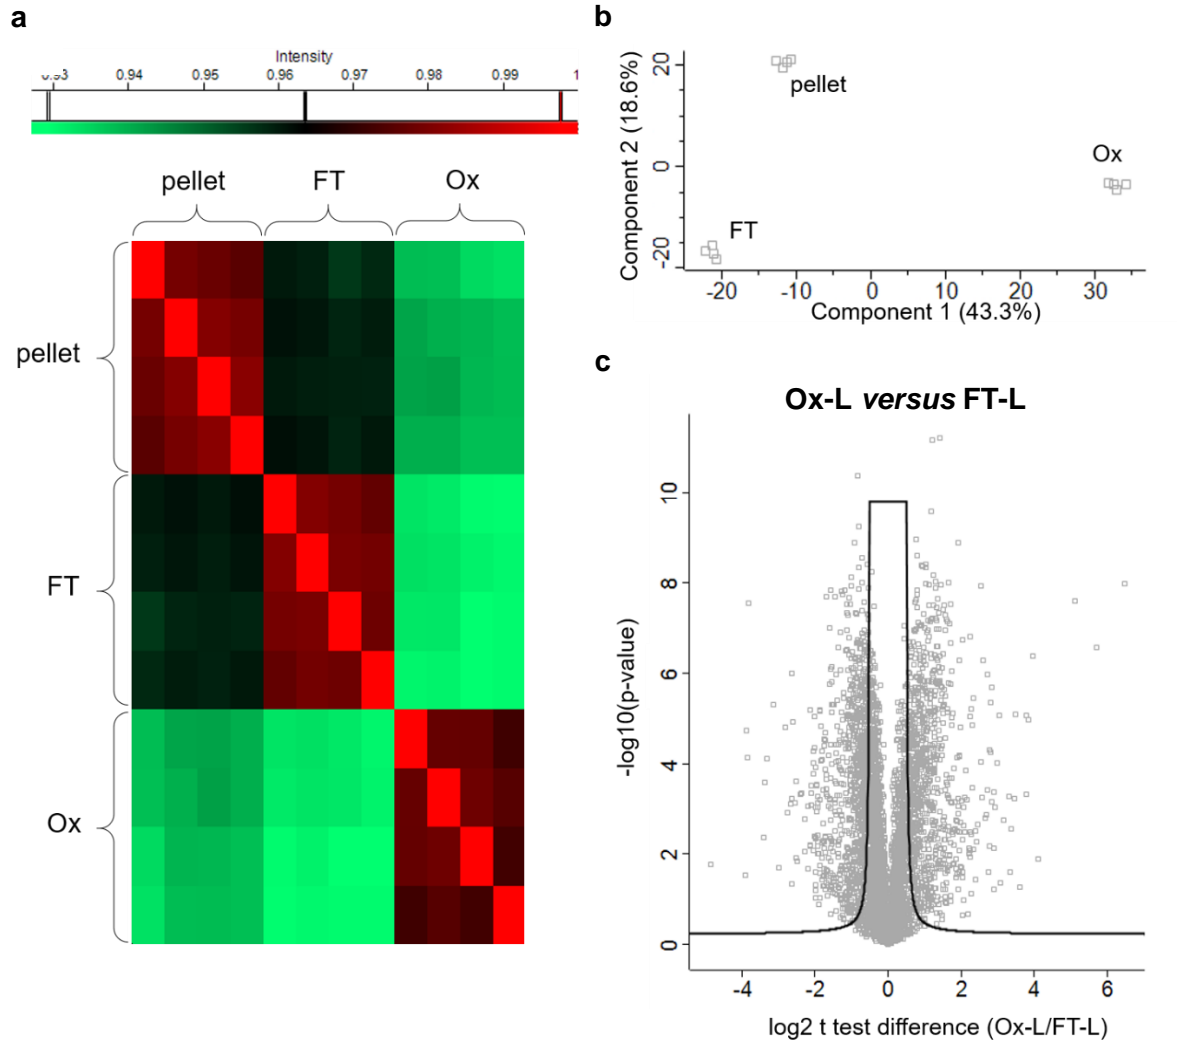 a
Intensity
0.94 0.95 0.96 0.97 0.98 0.99 1
pellet FT Ox
pellet
FT
Ox
b
Component 2 (18.6%)
20
0
-20
pellet
Ox
FT
-20 -10 0 10 20 30
Component 1 (43.3%)
c
Ox-L versus FT-L
-log10(p-value)
10
8
6
4
2
0
-4 -2 0 2 4 6
log2 t test difference (Ox-L/FT-L)